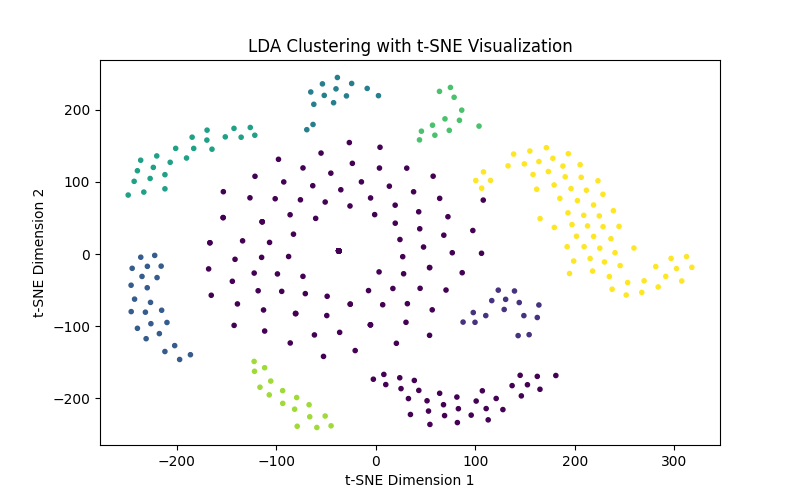 LDA Clustering with t-SNE Visualization
t-SNE Dimension 2
200
100
0
−100
−200
−200 −100 0 100 200 300
t-SNE Dimension 1